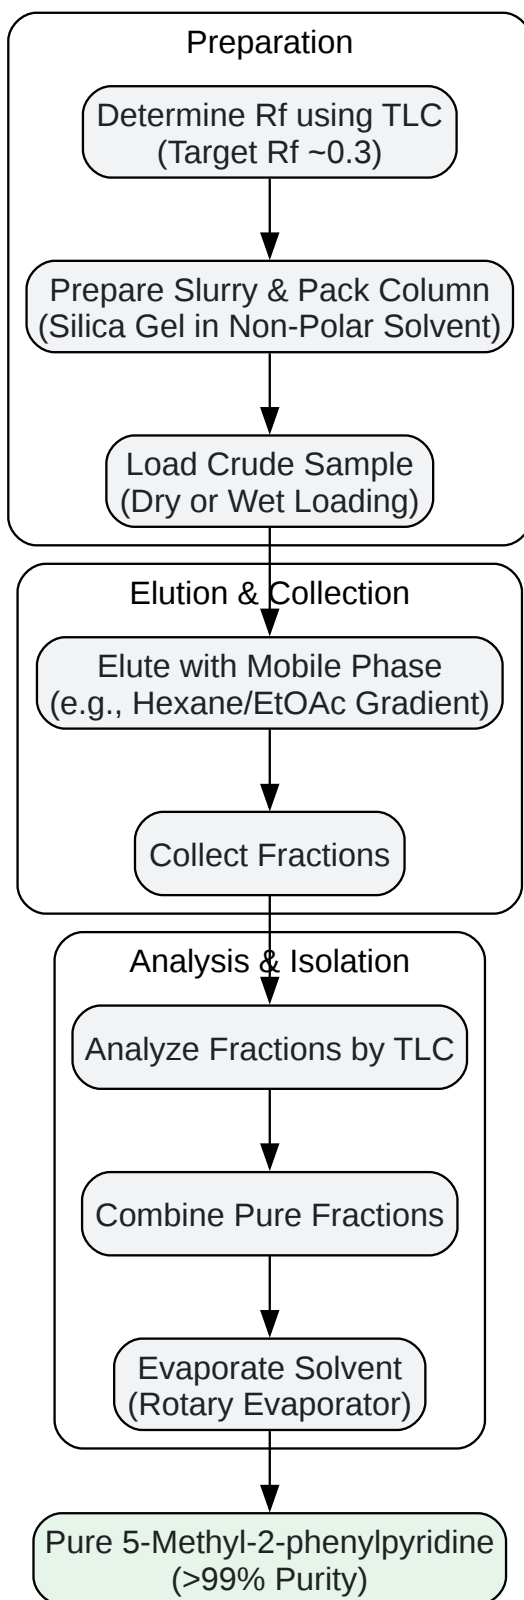 Preparation
Determine Rf using TLC
(Target Rf ~0.3)
Prepare Slurry & Pack Column
(Silica Gel in Non-Polar Solvent)
Load Crude Sample
(Dry or Wet Loading)
Elution & Collection
Elute with Mobile Phase
(e.g., Hexane/EtOAc Gradient)
Collect Fractions
Analysis & Isolation
Analyze Fractions by TLC
Combine Pure Fractions
Evaporate Solvent
(Rotary Evaporator)
Pure 5-Methyl-2-phenylpyridine
(>99% Purity)